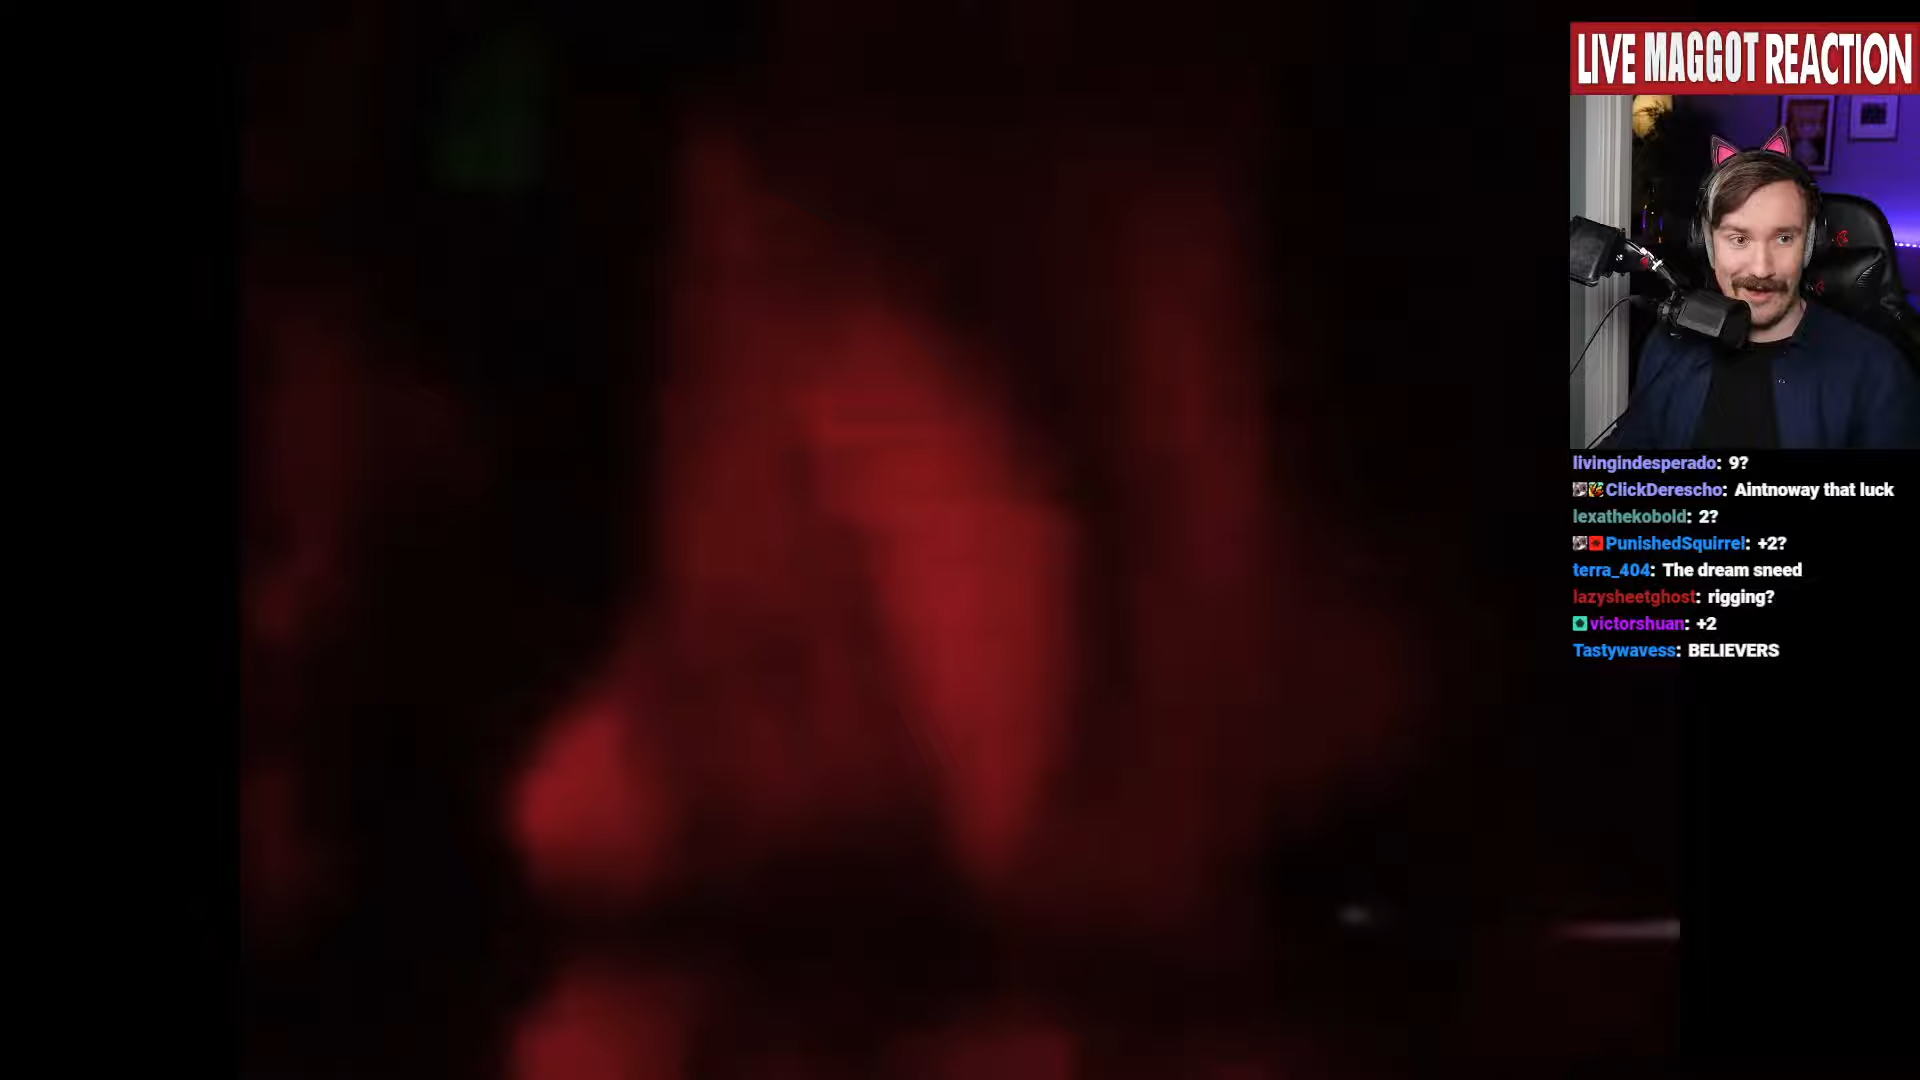 LIVE MAGGOT REACTION
livingindesperado: 9?
ClickDerescho: Aintnoway that luck
lexathekobold: 2?
PunishedSquirrel: +2?
terra_404: The dream sneed
lazysheetghost: rigging?
victorshuan: +2
Tastywavess: BELIEVERS